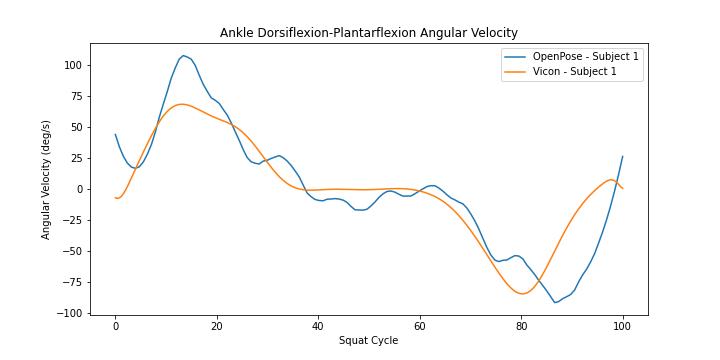 Ankle Dorsiflexion-Plantarflexion Angular Velocity
OpenPose - Subject 1
Vicon - Subject 1
Angular Velocity (deg/s)
100
75
50
25
0
−25
−50
−75
−100
0 20 40 60 80 100
Squat Cycle